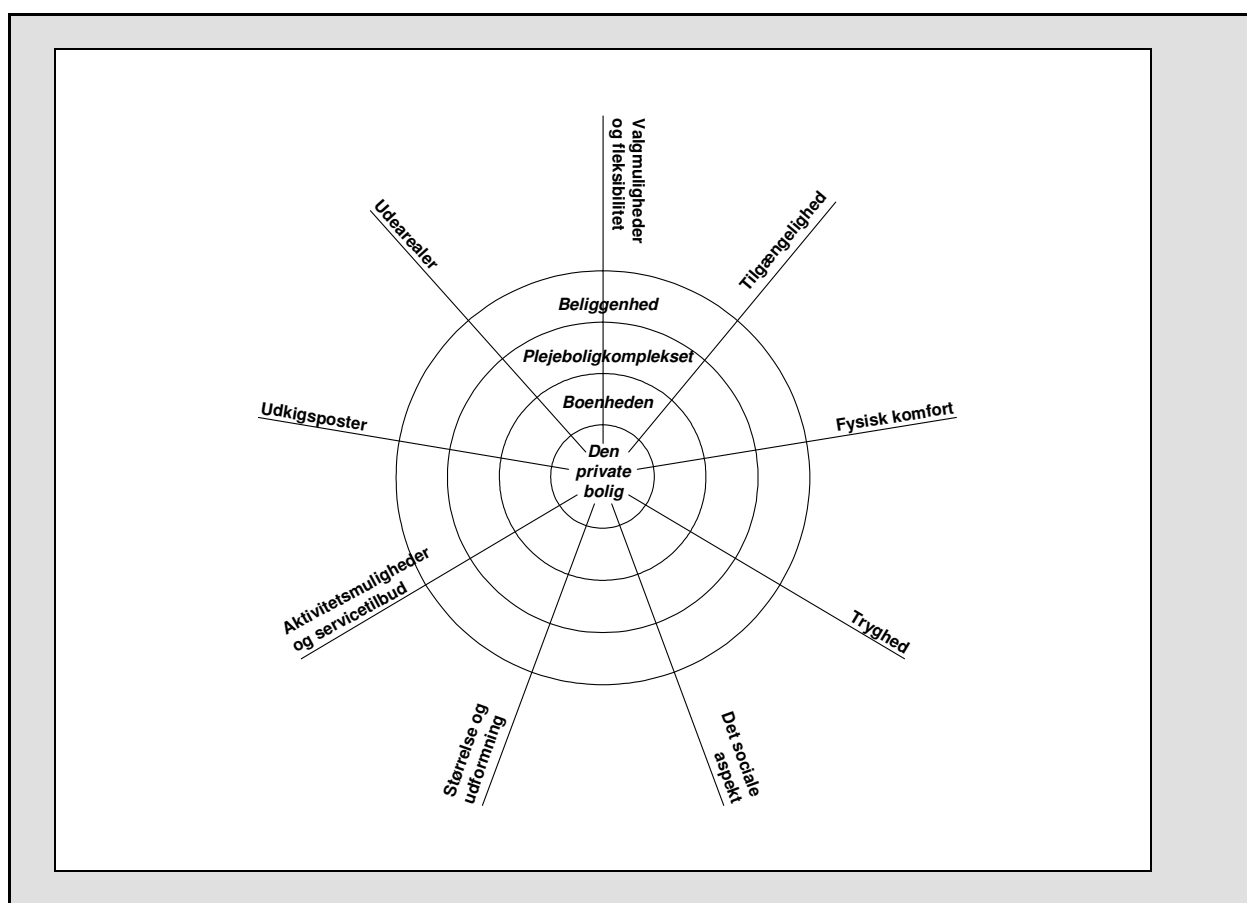 Valgmuligheder
og fleksibilitet
Tilgængelighed
Udearealer
Beliggenhed
Plejeboligkomplekset
Boenheden
Udkigsposter
Fysisk komfort
Den
private
bolig
Aktivitetsmuligheder
og servicetilbud
Tryghed
Størrelse og
udformning
Det sociale
aspekt